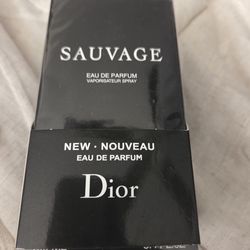 SAUVAGE
EAU DE PARFUM
VAPORISATEUR SPRAY
NEW · NOUVEAU
EAU DE PARFUM
Dior